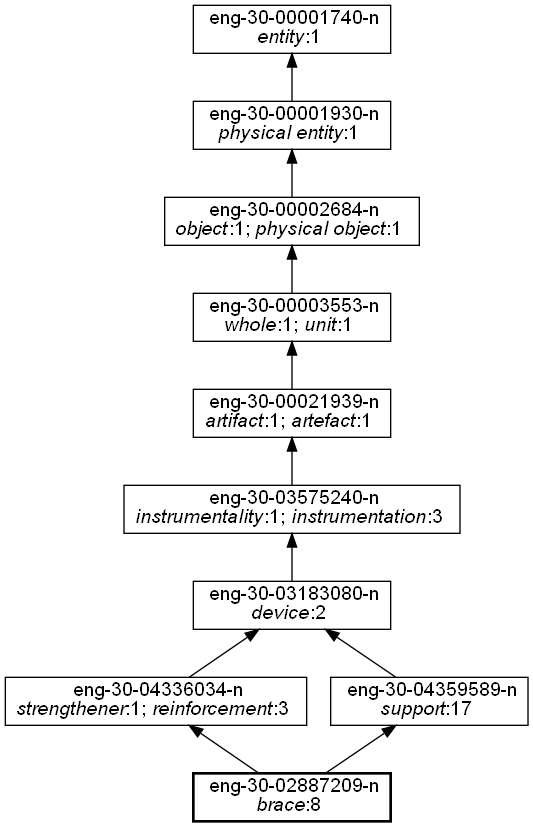 eng-30-00001740-n
entity:1
eng-30-00001930-n
physical entity:1
eng-30-00002684-n
object:1; physical object:1
eng-30-00003553-n
whole:1; unit:1
eng-30-00021939-n
artifact:1; artefact:1
eng-30-03575240-n
instrumentality:1; instrumentation:3
eng-30-03183080-n
device:2
eng-30-04336034-n
strengthener:1; reinforcement:3
eng-30-04359589-n
support:17
eng-30-02887209-n
brace:8